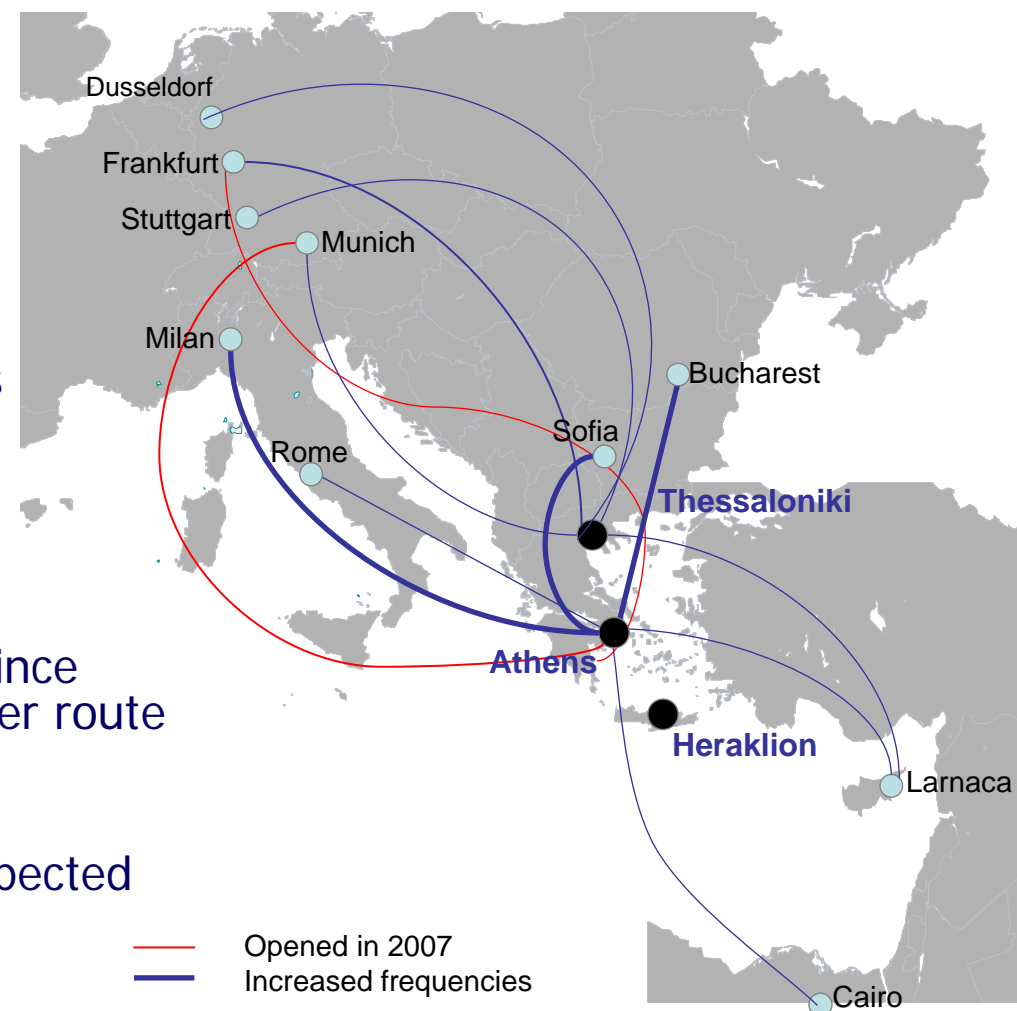 Dusseldorf
Frankfurt
Stuttgart
Munich
Milan
Bucharest
Sofia
Rome
Thessaloniki
Athens
ince
er route
Heraklion
Larnaca
pected
Opened in 2007
Increased frequencies
Cairo